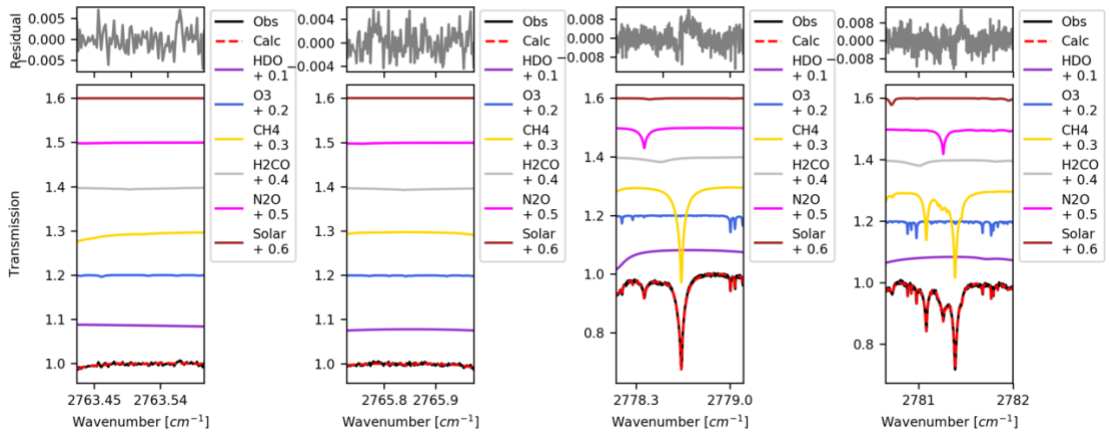 Residual
0.005
0.000
−0.005
Transmission
1.6
1.5
1.4
1.3
1.2
1.1
1.0
2763.45 2763.54
Wavenumber [cm⁻¹]
Obs
Calc
HDO
+ 0.1
O3
+ 0.2
CH4
+ 0.3
H2CO
+ 0.4
N2O
+ 0.5
Solar
+ 0.6
0.004
0.000
−0.004
1.6
1.5
1.4
1.3
1.2
1.1
1.0
2765.8 2765.9
Wavenumber [cm⁻¹]
Obs
Calc
HDO
+ 0.1
O3
+ 0.2
CH4
+ 0.3
H2CO
+ 0.4
N2O
+ 0.5
Solar
+ 0.6
0.008
0.000
−0.008
1.6
1.4
1.2
1.0
0.8
2778.3 2779.0
Wavenumber [cm⁻¹]
Obs
Calc
HDO
+ 0.1
O3
+ 0.2
CH4
+ 0.3
H2CO
+ 0.4
N2O
+ 0.5
Solar
+ 0.6
0.008
0.000
−0.008
1.6
1.4
1.2
1.0
0.8
2781 2782
Wavenumber [cm⁻¹]
Obs
Calc
HDO
+ 0.1
O3
+ 0.2
CH4
+ 0.3
H2CO
+ 0.4
N2O
+ 0.5
Solar
+ 0.6